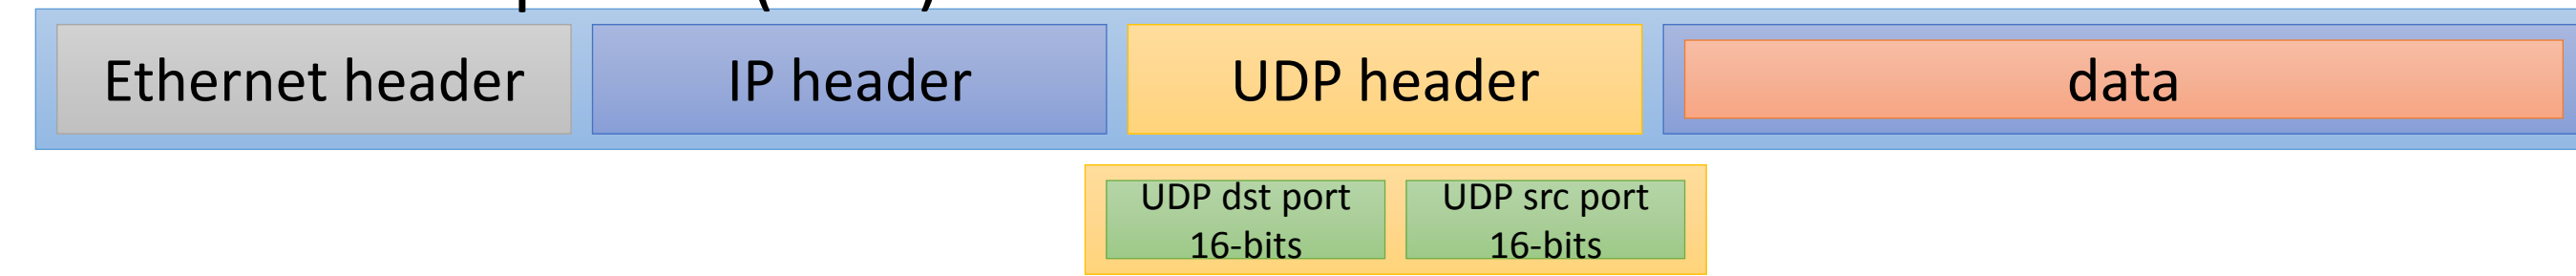 Ethernet header IP header UDP header data
UDP dst port UDP src port
16-bits 16-bits